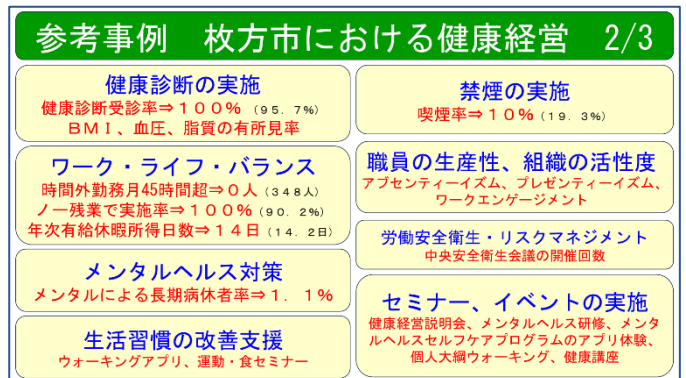 参考事例　枚方市における健康経営　2/3
健康診断の実施
健康診断受診率⇒１００％（９５．７％）
ＢＭＩ、血圧、脂質の有所見率
ワーク・ライフ・バランス
時間外勤務月45時間超⇒０人（３４８人）
ノー残業で実施率⇒１００％（９０．２％）
年次有給休暇所得日数⇒１４日（１４．２日）
メンタルヘルス対策
メンタルによる長期病休者率⇒１．１％
生活習慣の改善支援
ウォーキングアプリ、運動・食セミナー
禁煙の実施
喫煙率⇒１０％（１９．３％）
職員の生産性、組織の活性度
アブセンティーイズム、プレゼンティーイズム、
ワークエンゲージメント
労働安全衛生・リスクマネジメント
中央安全衛生会議の開催回数
セミナー、イベントの実施
健康経営説明会、メンタルヘルス研修、メンタ
ルヘルスセルフケアプログラムのアプリ体験、
個人大綱ウォーキング、健康講座